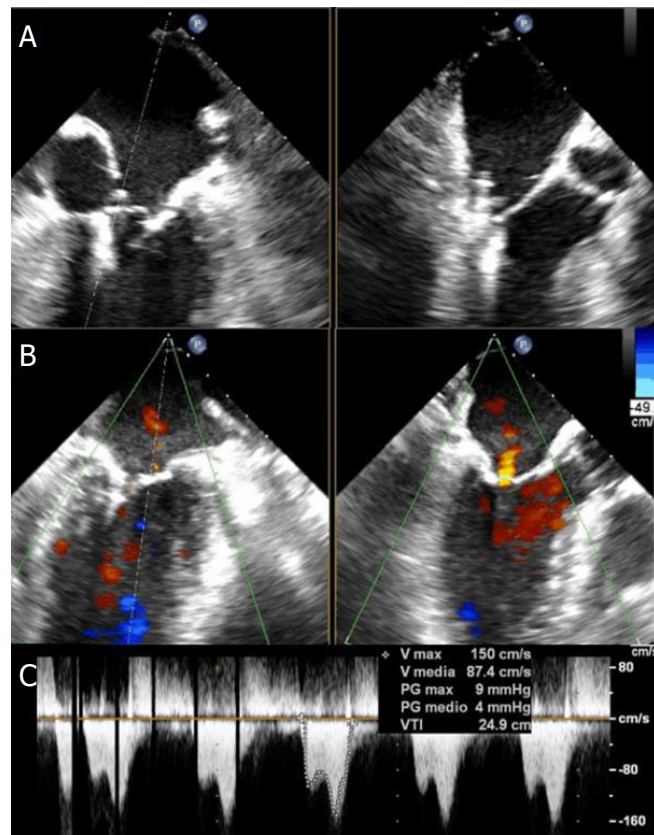 A
P
P
B
P
P
-49
cm/
C
V max 150 cm/s
V media 87.4 cm/s
PG max 9 mmHg
PG medio 4 mmHg
VTI 24.9 cm
cm/s
80
cm/s
-80
-160